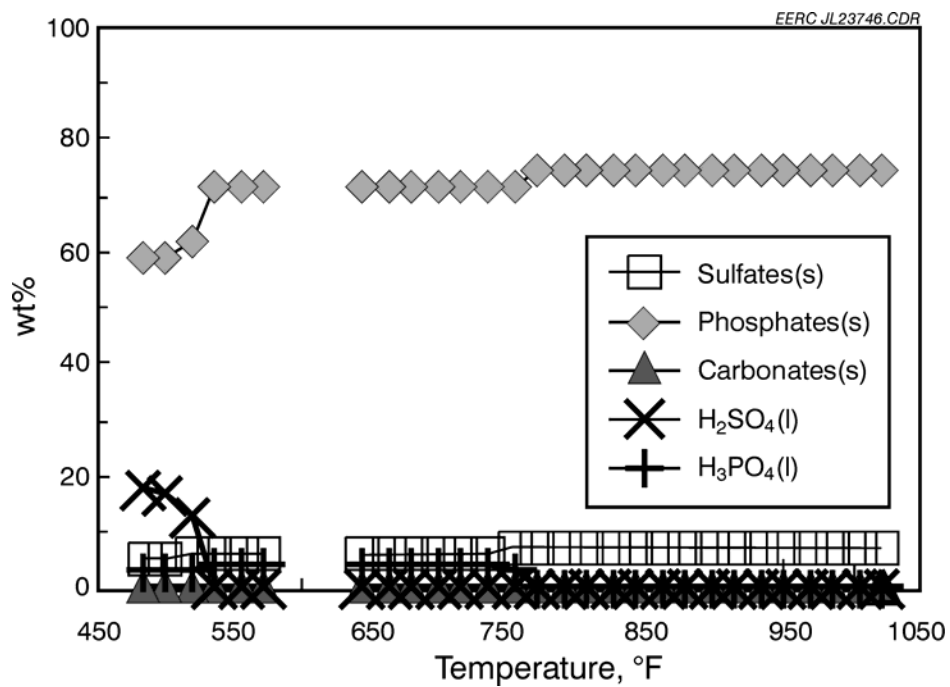 EERC JL23746.CDR
100
80
60
40
20
0
wt%
Sulfates(s)
Phosphates(s)
Carbonates(s)
H₂SO₄(l)
H₃PO₄(l)
450 550 650 750 850 950 1050
Temperature, °F